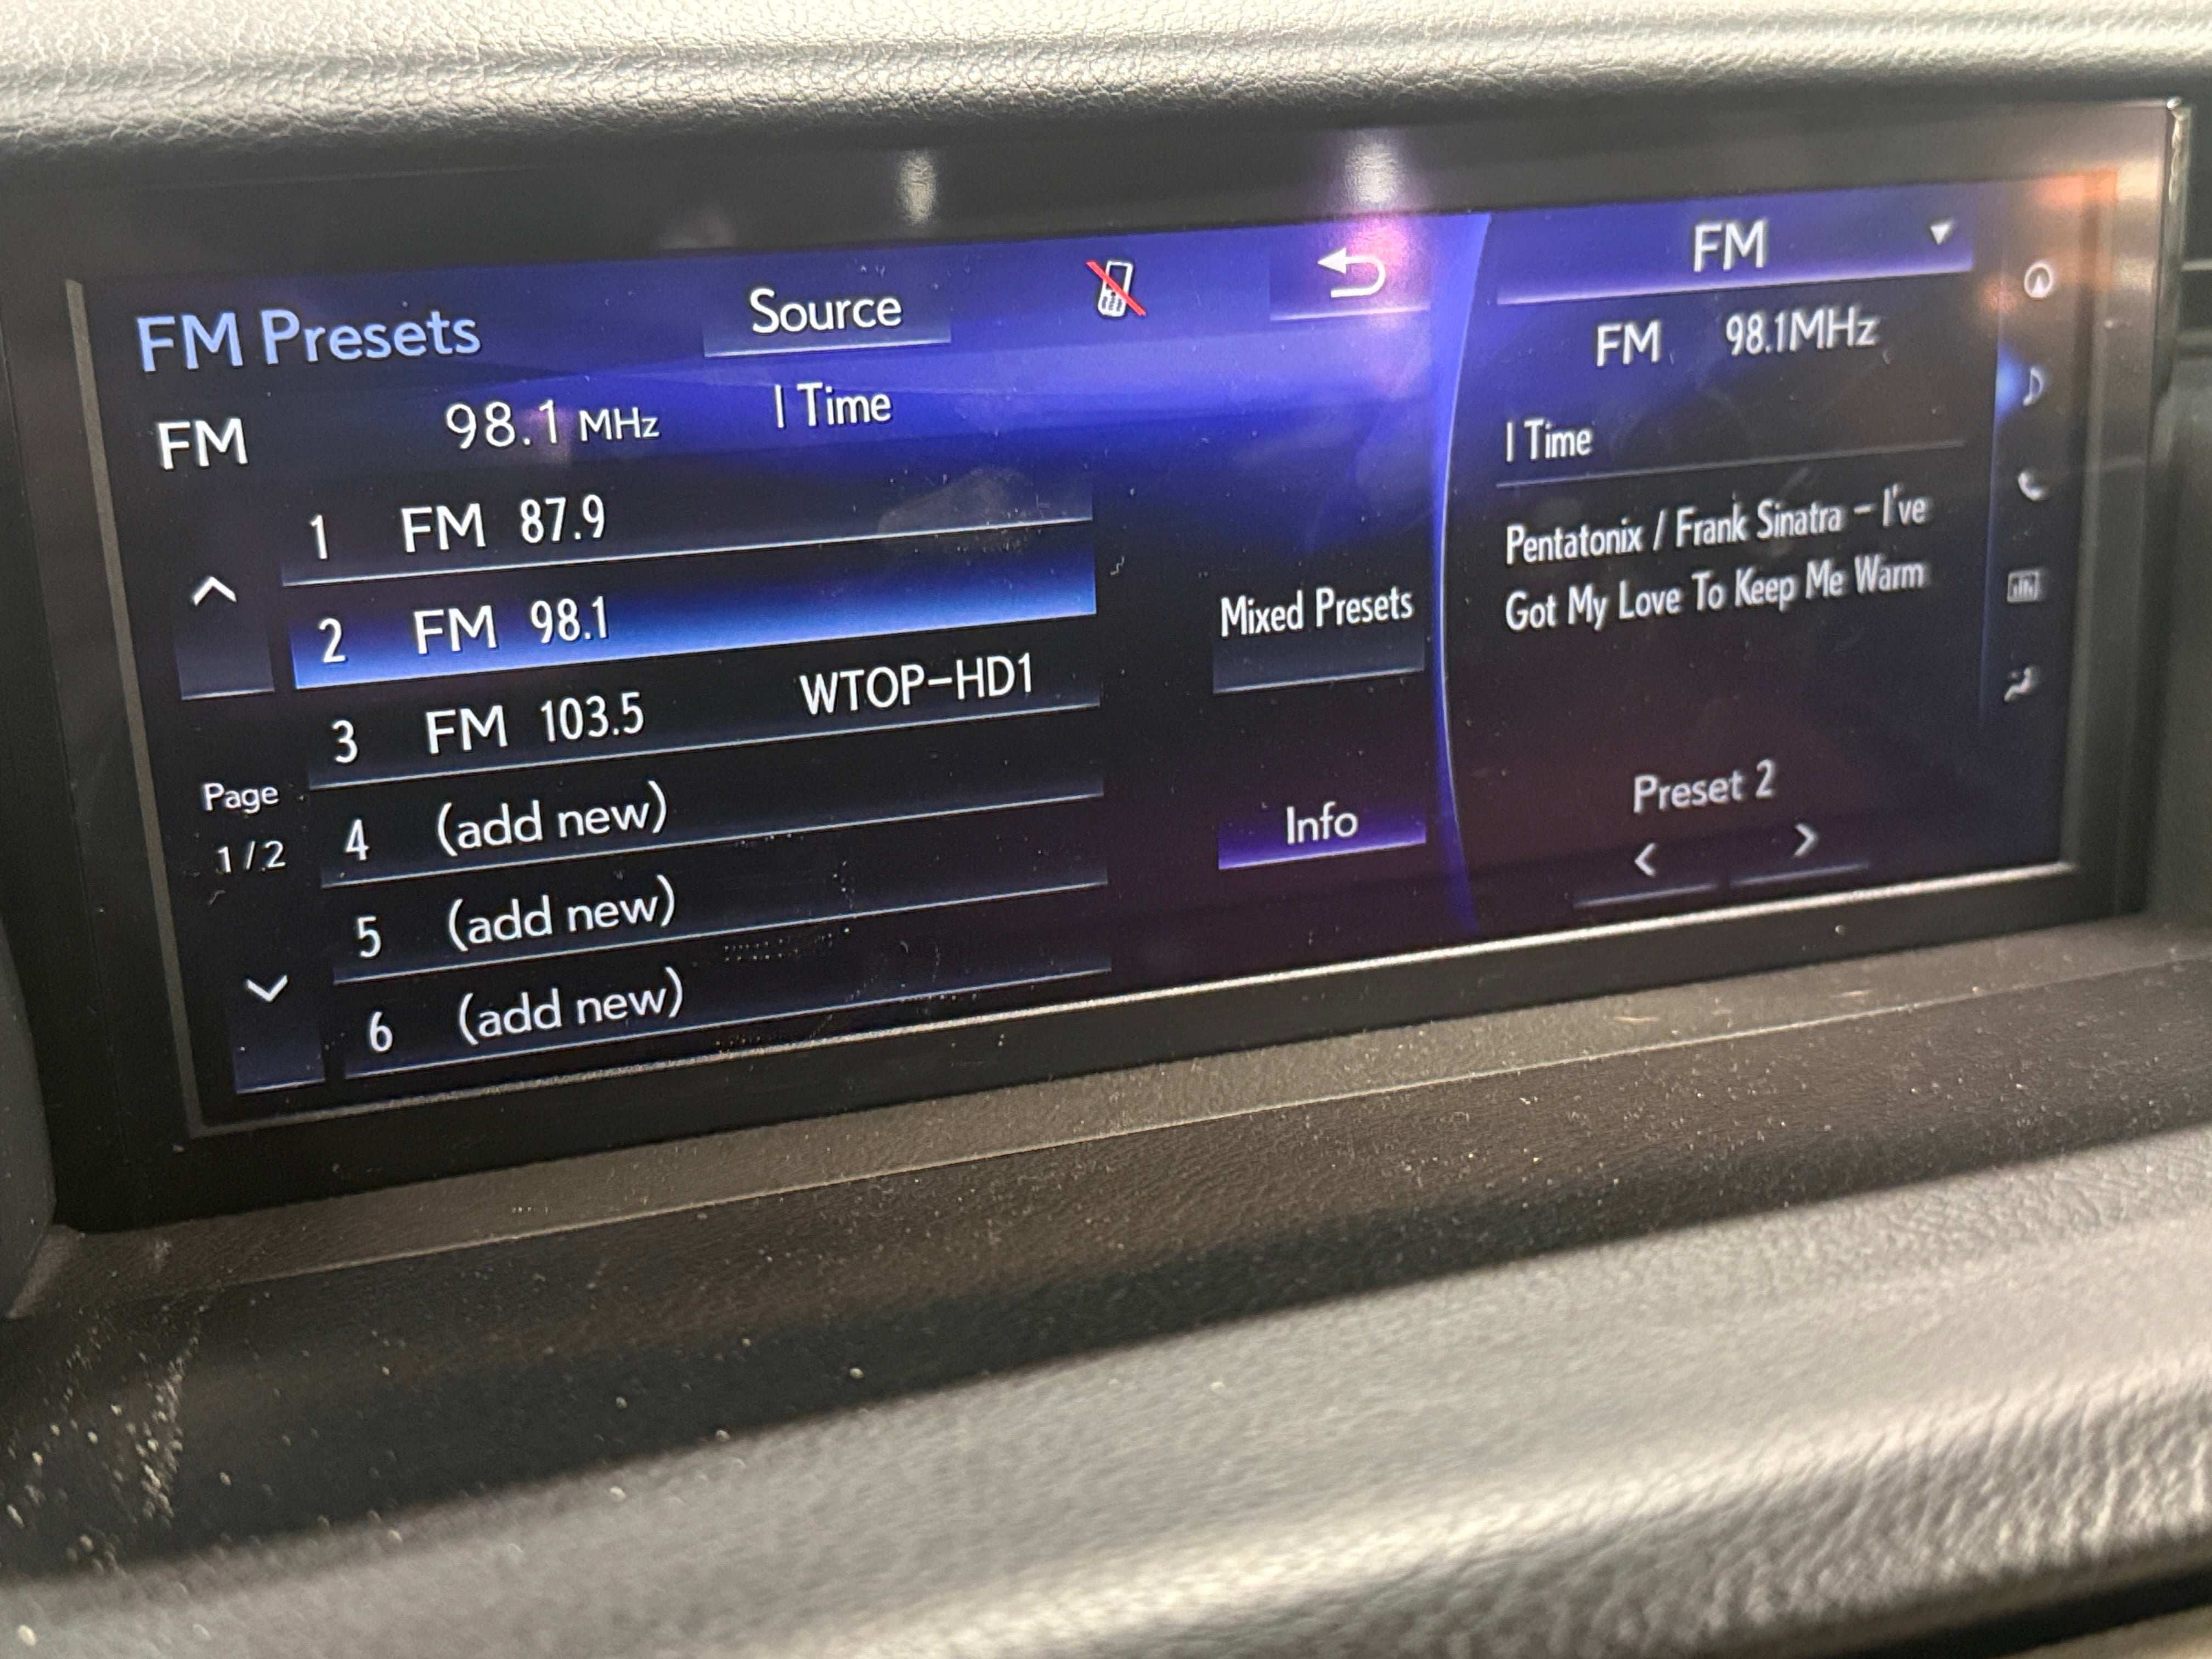 FM Presets
Source
FM 98.1 MHz | Time
1 FM 87.9
2 FM 98.1
3 FM 103.5 WTOP-HD1
4 (add new)
5 (add new)
6 (add new)
Page
1/2
Mixed Presets
Info
FM
FM 98.1MHz
| Time
Pentatonix / Frank Sinatra - I've
Got My Love To Keep Me Warm
Preset 2